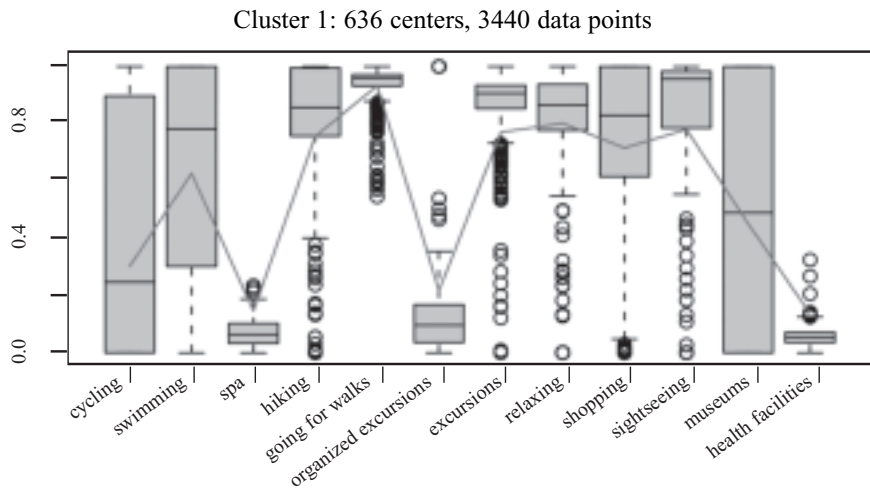 Cluster 1: 636 centers, 3440 data points
0.8
0.4
0.0
cycling
swimming
spa
hiking
going for walks
organized excursions
excursions
relaxing
shopping
sightseeing
museums
health facilities